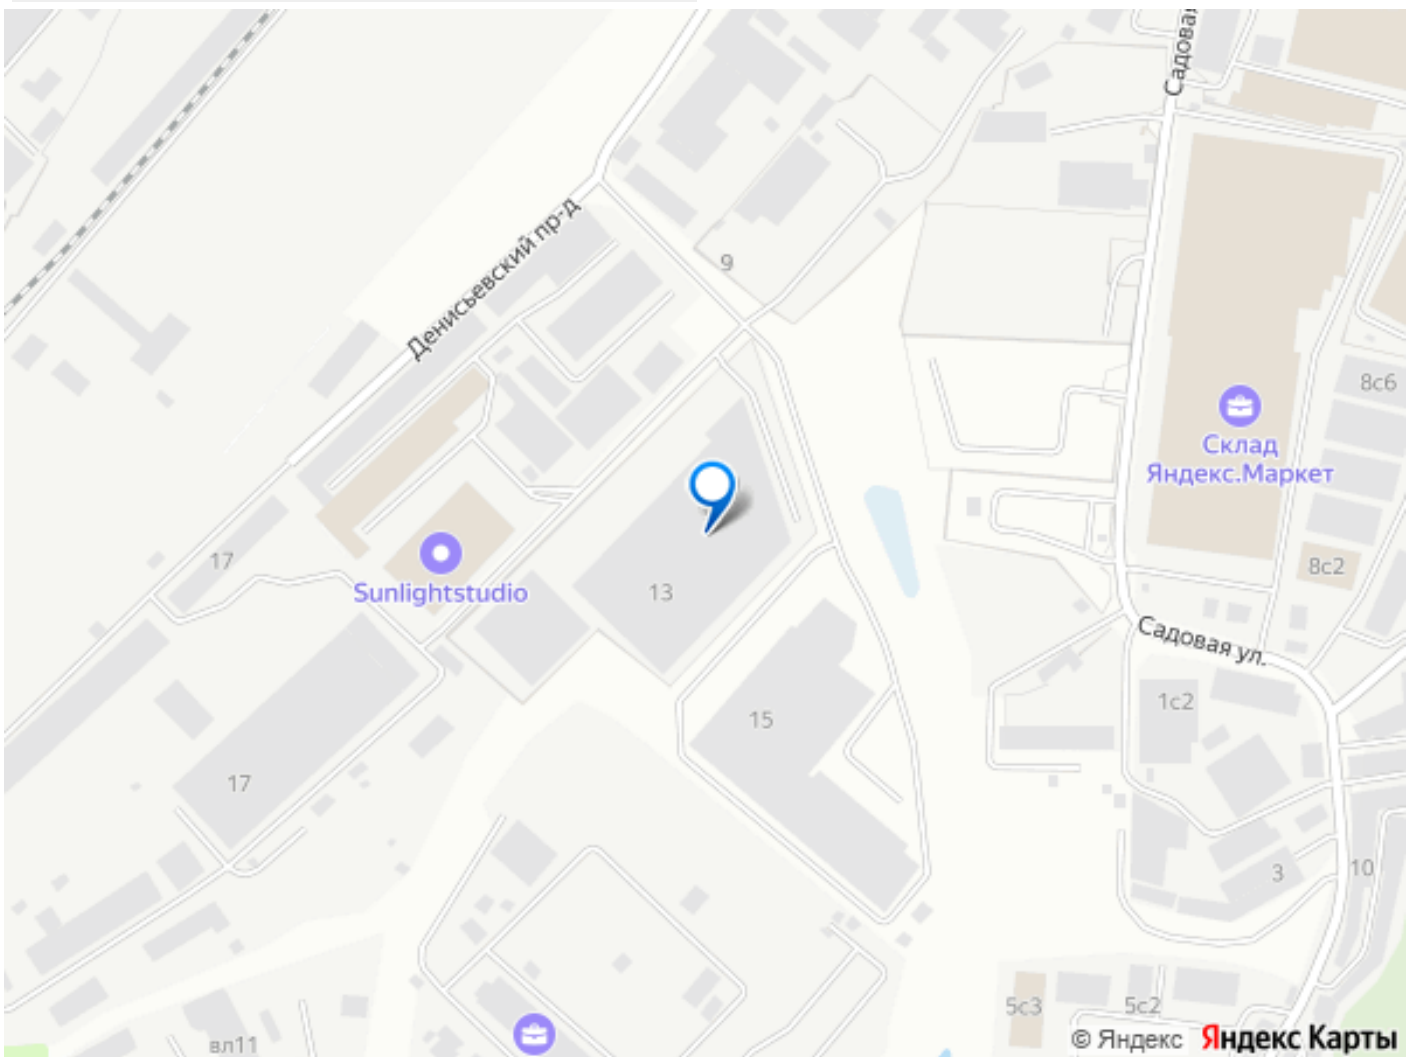 Садовая
Денисьевский пр-д
9
8с6
Склад
Яндекс.Маркет
17
Sunlightstudio
13
8с2
Садовая ул.
1с2
15
17
3
10
5с3
5с2
вл11
© Яндекс Яндекс Карты